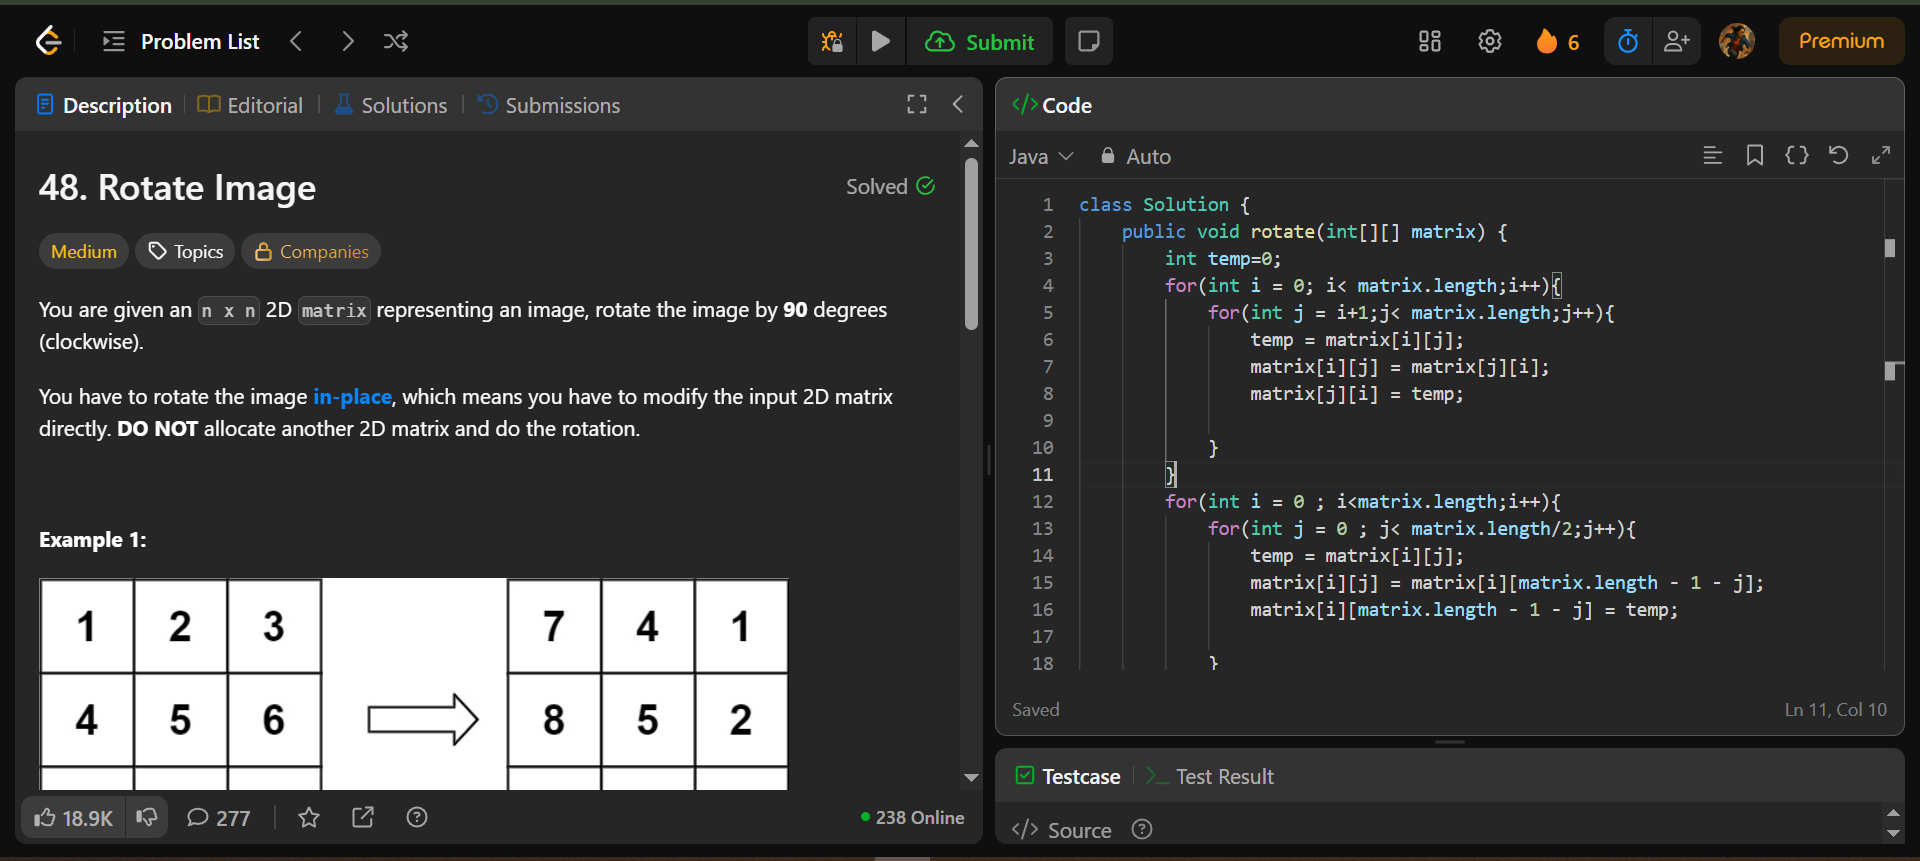 Problem List
Submit
6
Premium
Description
Editorial
Solutions
Submissions
48. Rotate Image
Solved
Medium
Topics
Companies
You are given an n x n 2D matrix representing an image, rotate the image by 90 degrees
(clockwise).
You have to rotate the image in-place, which means you have to modify the input 2D matrix
directly. DO NOT allocate another 2D matrix and do the rotation.
Example 1:
1 2 3 7 4 1
4 5 6 8 5 2
18.9K
277
238 Online
</> Code
Java
Auto
1 class Solution {
2 public void rotate(int[][] matrix) {
3 int temp=0;
4 for(int i = 0; i< matrix.length;i++){
5 for(int j = i+1;j< matrix.length;j++){
6 temp = matrix[i][j];
7 matrix[i][j] = matrix[j][i];
8 matrix[j][i] = temp;
9
10 }
11 }
12 for(int i = 0 ; i<matrix.length;i++){
13 for(int j = 0 ; j< matrix.length/2;j++){
14 temp = matrix[i][j];
15 matrix[i][j] = matrix[i][matrix.length - 1 - j];
16 matrix[i][matrix.length - 1 - j] = temp;
17
18 }
Saved
Ln 11, Col 10
Testcase
Test Result
</> Source